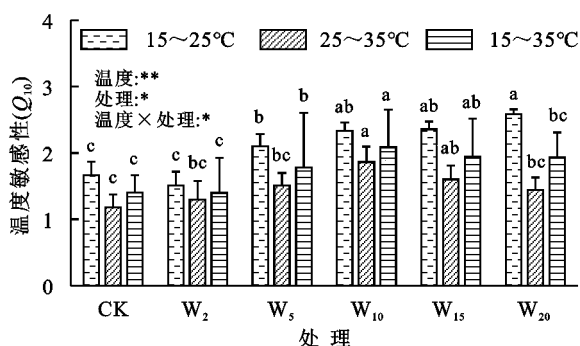 4
15～25℃ 25～35℃ 15～35℃
温度:**
处理:*
温度×处理:*
3
2
1
0
温度敏感性(Q10)
c c c
c bc c
b bc b
ab a a
ab ab ab
a bc bc
CK W2 W5 W10 W15 W20
处 理